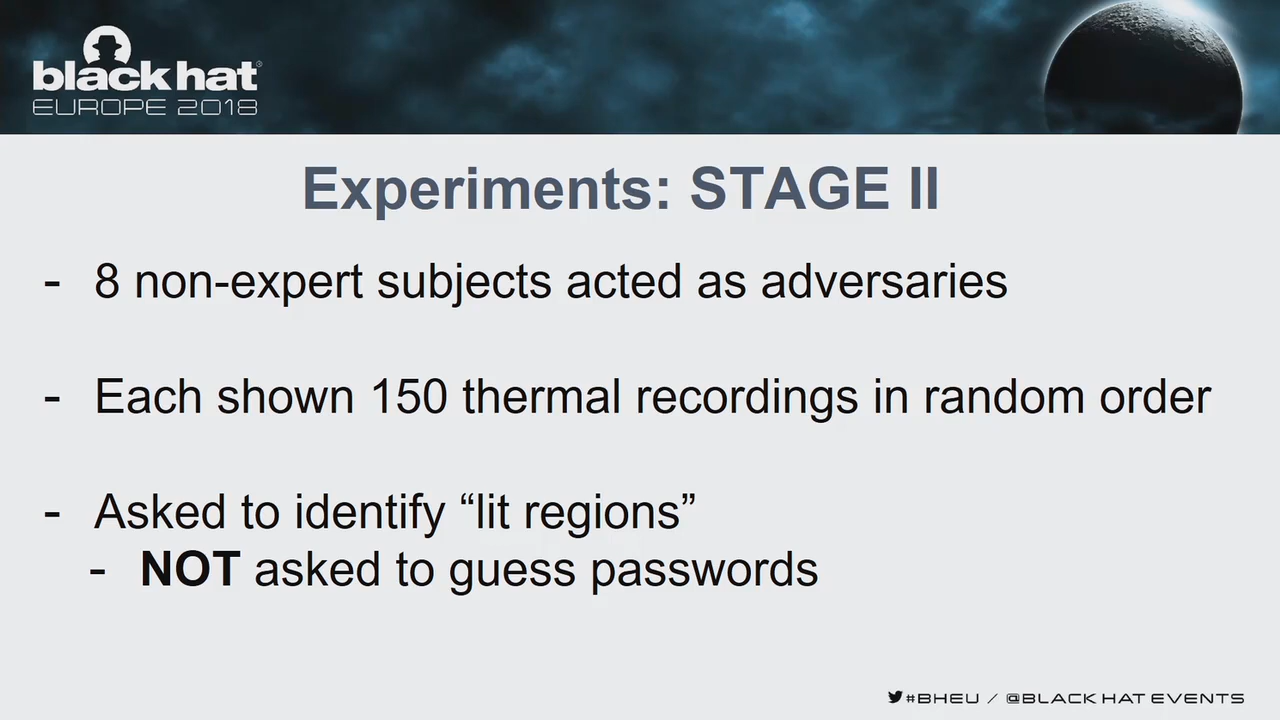 black hat®
EUROPE 2018
Experiments: STAGE II
- 8 non-expert subjects acted as adversaries
- Each shown 150 thermal recordings in random order
- Asked to identify “lit regions”
- NOT asked to guess passwords
#BHEU / @BLACK HAT EVENTS